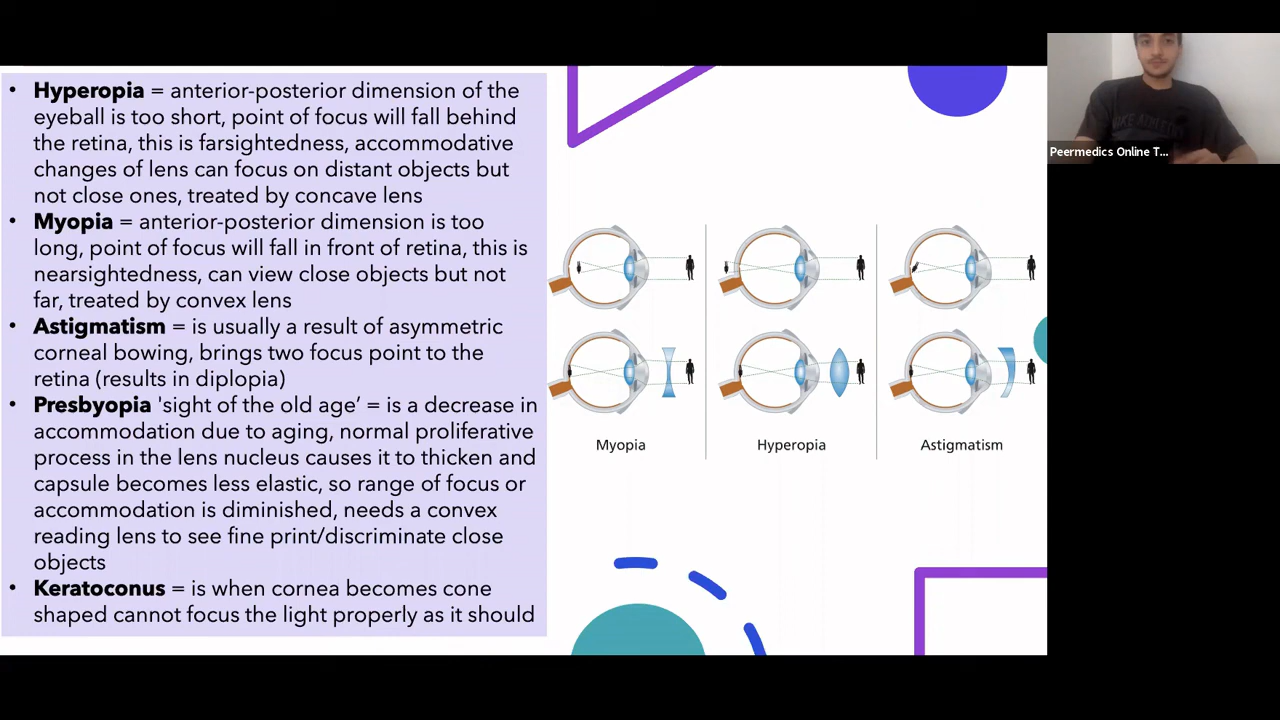 • Hyperopia = anterior-posterior dimension of the
eyeball is too short, point of focus will fall behind
the retina, this is farsightedness, accommodative
changes of lens can focus on distant objects but
not close ones, treated by concave lens
• Myopia = anterior-posterior dimension is too
long, point of focus will fall in front of retina, this is
nearsightedness, can view close objects but not
far, treated by convex lens
• Astigmatism = is usually a result of asymmetric
corneal bowing, brings two focus point to the
retina (results in diplopia)
• Presbyopia 'sight of the old age’ = is a decrease in
accommodation due to aging, normal proliferative
process in the lens nucleus causes it to thicken and
capsule becomes less elastic, so range of focus or
accommodation is diminished, needs a convex
reading lens to see fine print/discriminate close
objects
• Keratoconus = is when cornea becomes cone
shaped cannot focus the light properly as it should
Myopia
Hyperopia
Astigmatism
Peermedics Online T...